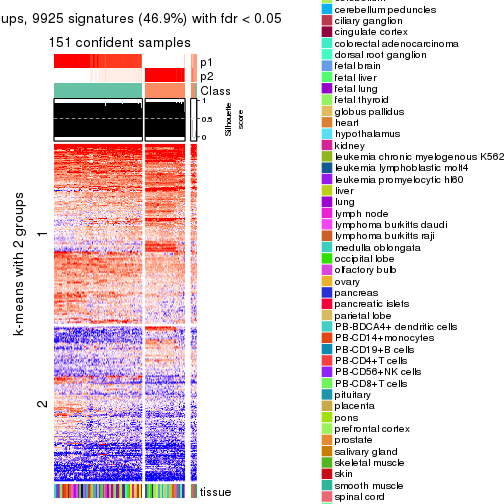 ups, 9925 signatures (46.9%) with fdr < 0.05
151 confident samples
p1
p2
Class
1
0.5
0
Silhouette
score
k-means with 2 groups
1
2
tissue
cerebellum peduncles
ciliary ganglion
cingulate cortex
colorectal adenocarcinoma
dorsal root ganglion
fetal brain
fetal liver
fetal lung
fetal thyroid
globus pallidus
heart
hypothalamus
kidney
leukemia chronic myelogenous K562
leukemia lymphoblastic molt4
leukemia promyelocytic hl60
liver
lung
lymph node
lymphoma burkitts daudi
lymphoma burkitts raji
medulla oblongata
occipital lobe
olfactory bulb
ovary
pancreas
pancreatic islets
parietal lobe
PB-BDCA4+ dendritic cells
PB-CD14+monocytes
PB-CD19+B cells
PB-CD4+T cells
PB-CD56+NK cells
PB-CD8+T cells
pituitary
placenta
pons
prefrontal cortex
prostate
salivary gland
skeletal muscle
skin
smooth muscle
spinal cord